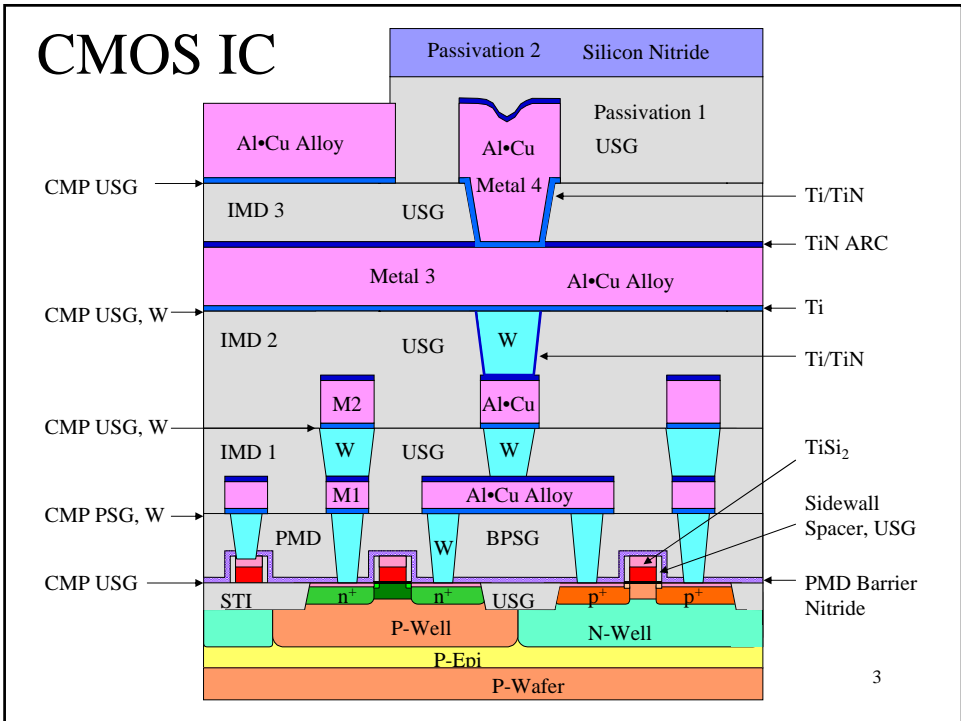 CMOS IC
Passivation 2 Silicon Nitride
Passivation 1
USG
Al•Cu Alloy
Al•Cu
Metal 4
CMP USG
IMD 3
USG
Ti/TiN
TiN ARC
Metal 3
Al•Cu Alloy
CMP USG, W
Ti
IMD 2
USG
W
Ti/TiN
M2
Al•Cu
CMP USG, W
IMD 1
W
USG
W
TiSi2
M1
Al•Cu Alloy
Sidewall
Spacer, USG
CMP PSG, W
PMD
W
BPSG
CMP USG
PMD Barrier
Nitride
STI
n+
n+
USG
p+
p+
P-Well
N-Well
P-Epi
P-Wafer
3